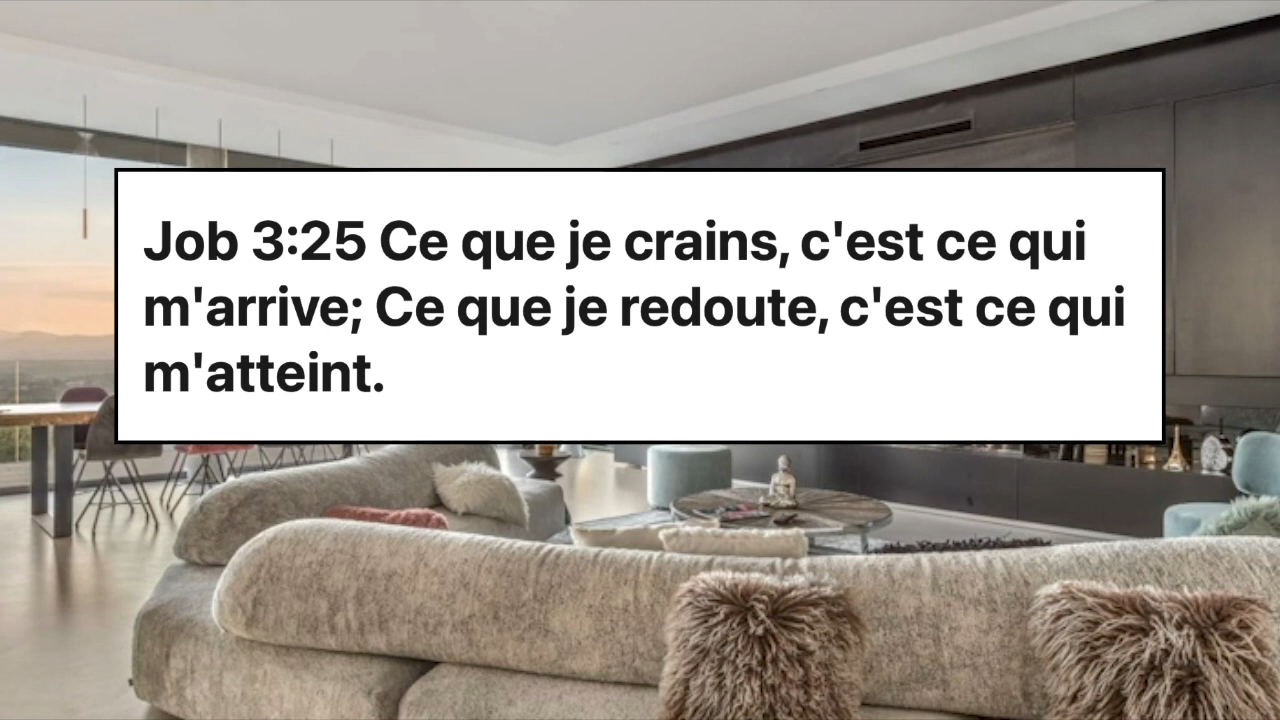 Job 3:25 Ce que je crains, c'est ce qui
m'arrive; Ce que je redoute, c'est ce qui
m'atteint.